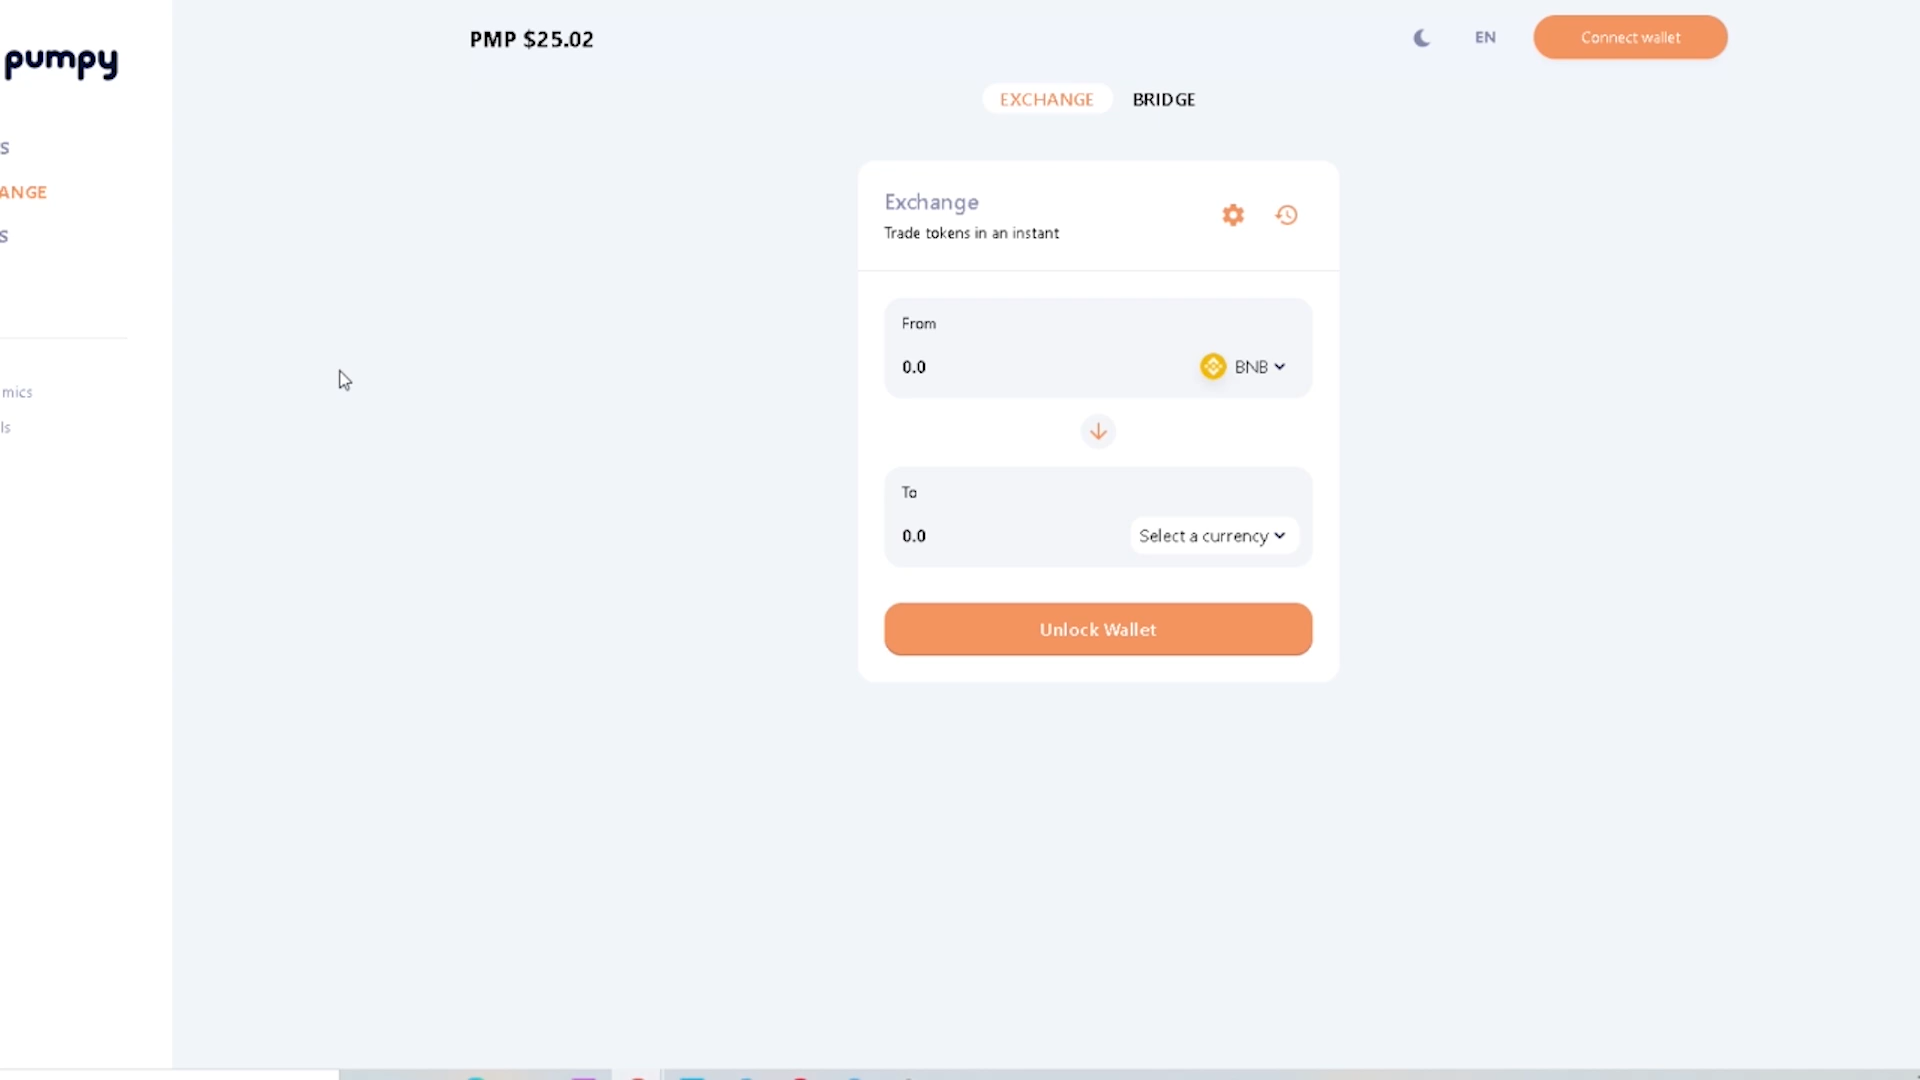 pumpy
PMP $25.02
EN
Connect wallet
EXCHANGE
BRIDGE
S
ANGE
S
mics
ls
Exchange
Trade tokens in an instant
From
0.0
BNB
To
0.0
Select a currency
Unlock Wallet